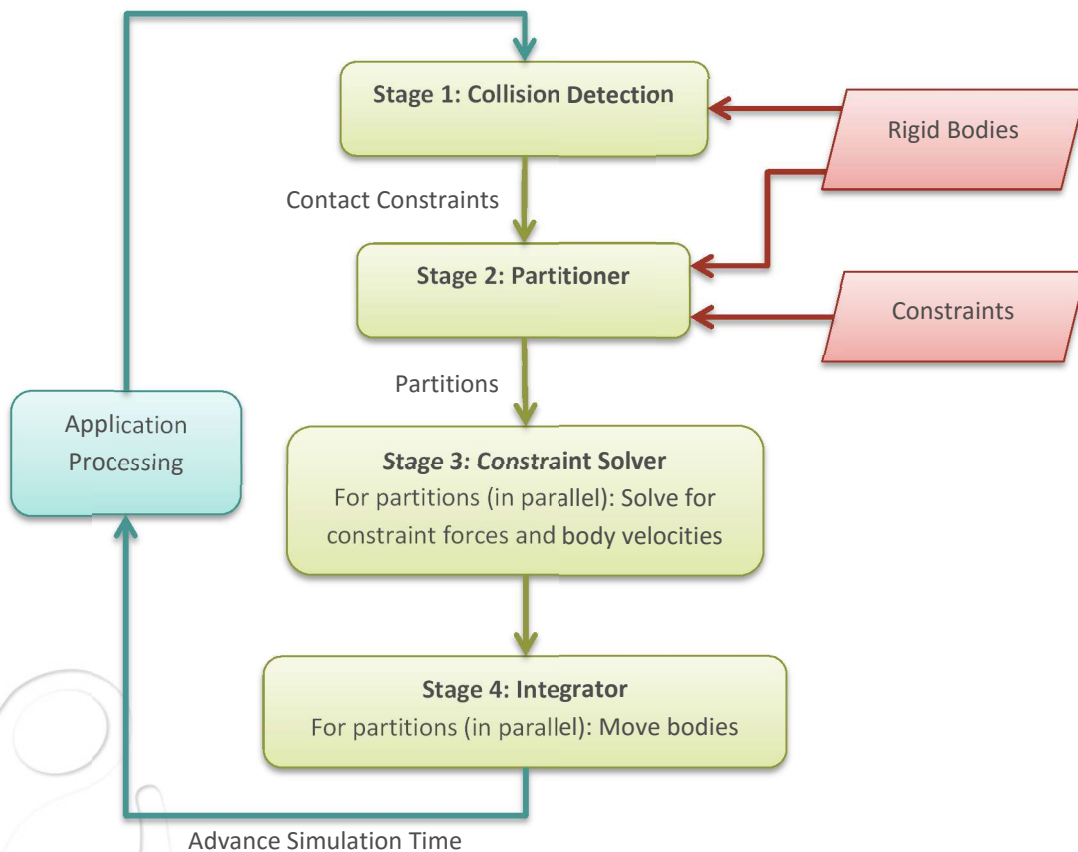 Stage 1: Collision Detection
Rigid Bodies
Contact Constraints
Stage 2: Partitioner
Constraints
Partitions
Application
Processing
Stage 3: Constraint Solver
For partitions (in parallel): Solve for
constraint forces and body velocities
Stage 4: Integrator
For partitions (in parallel): Move bodies
Advance Simulation Time